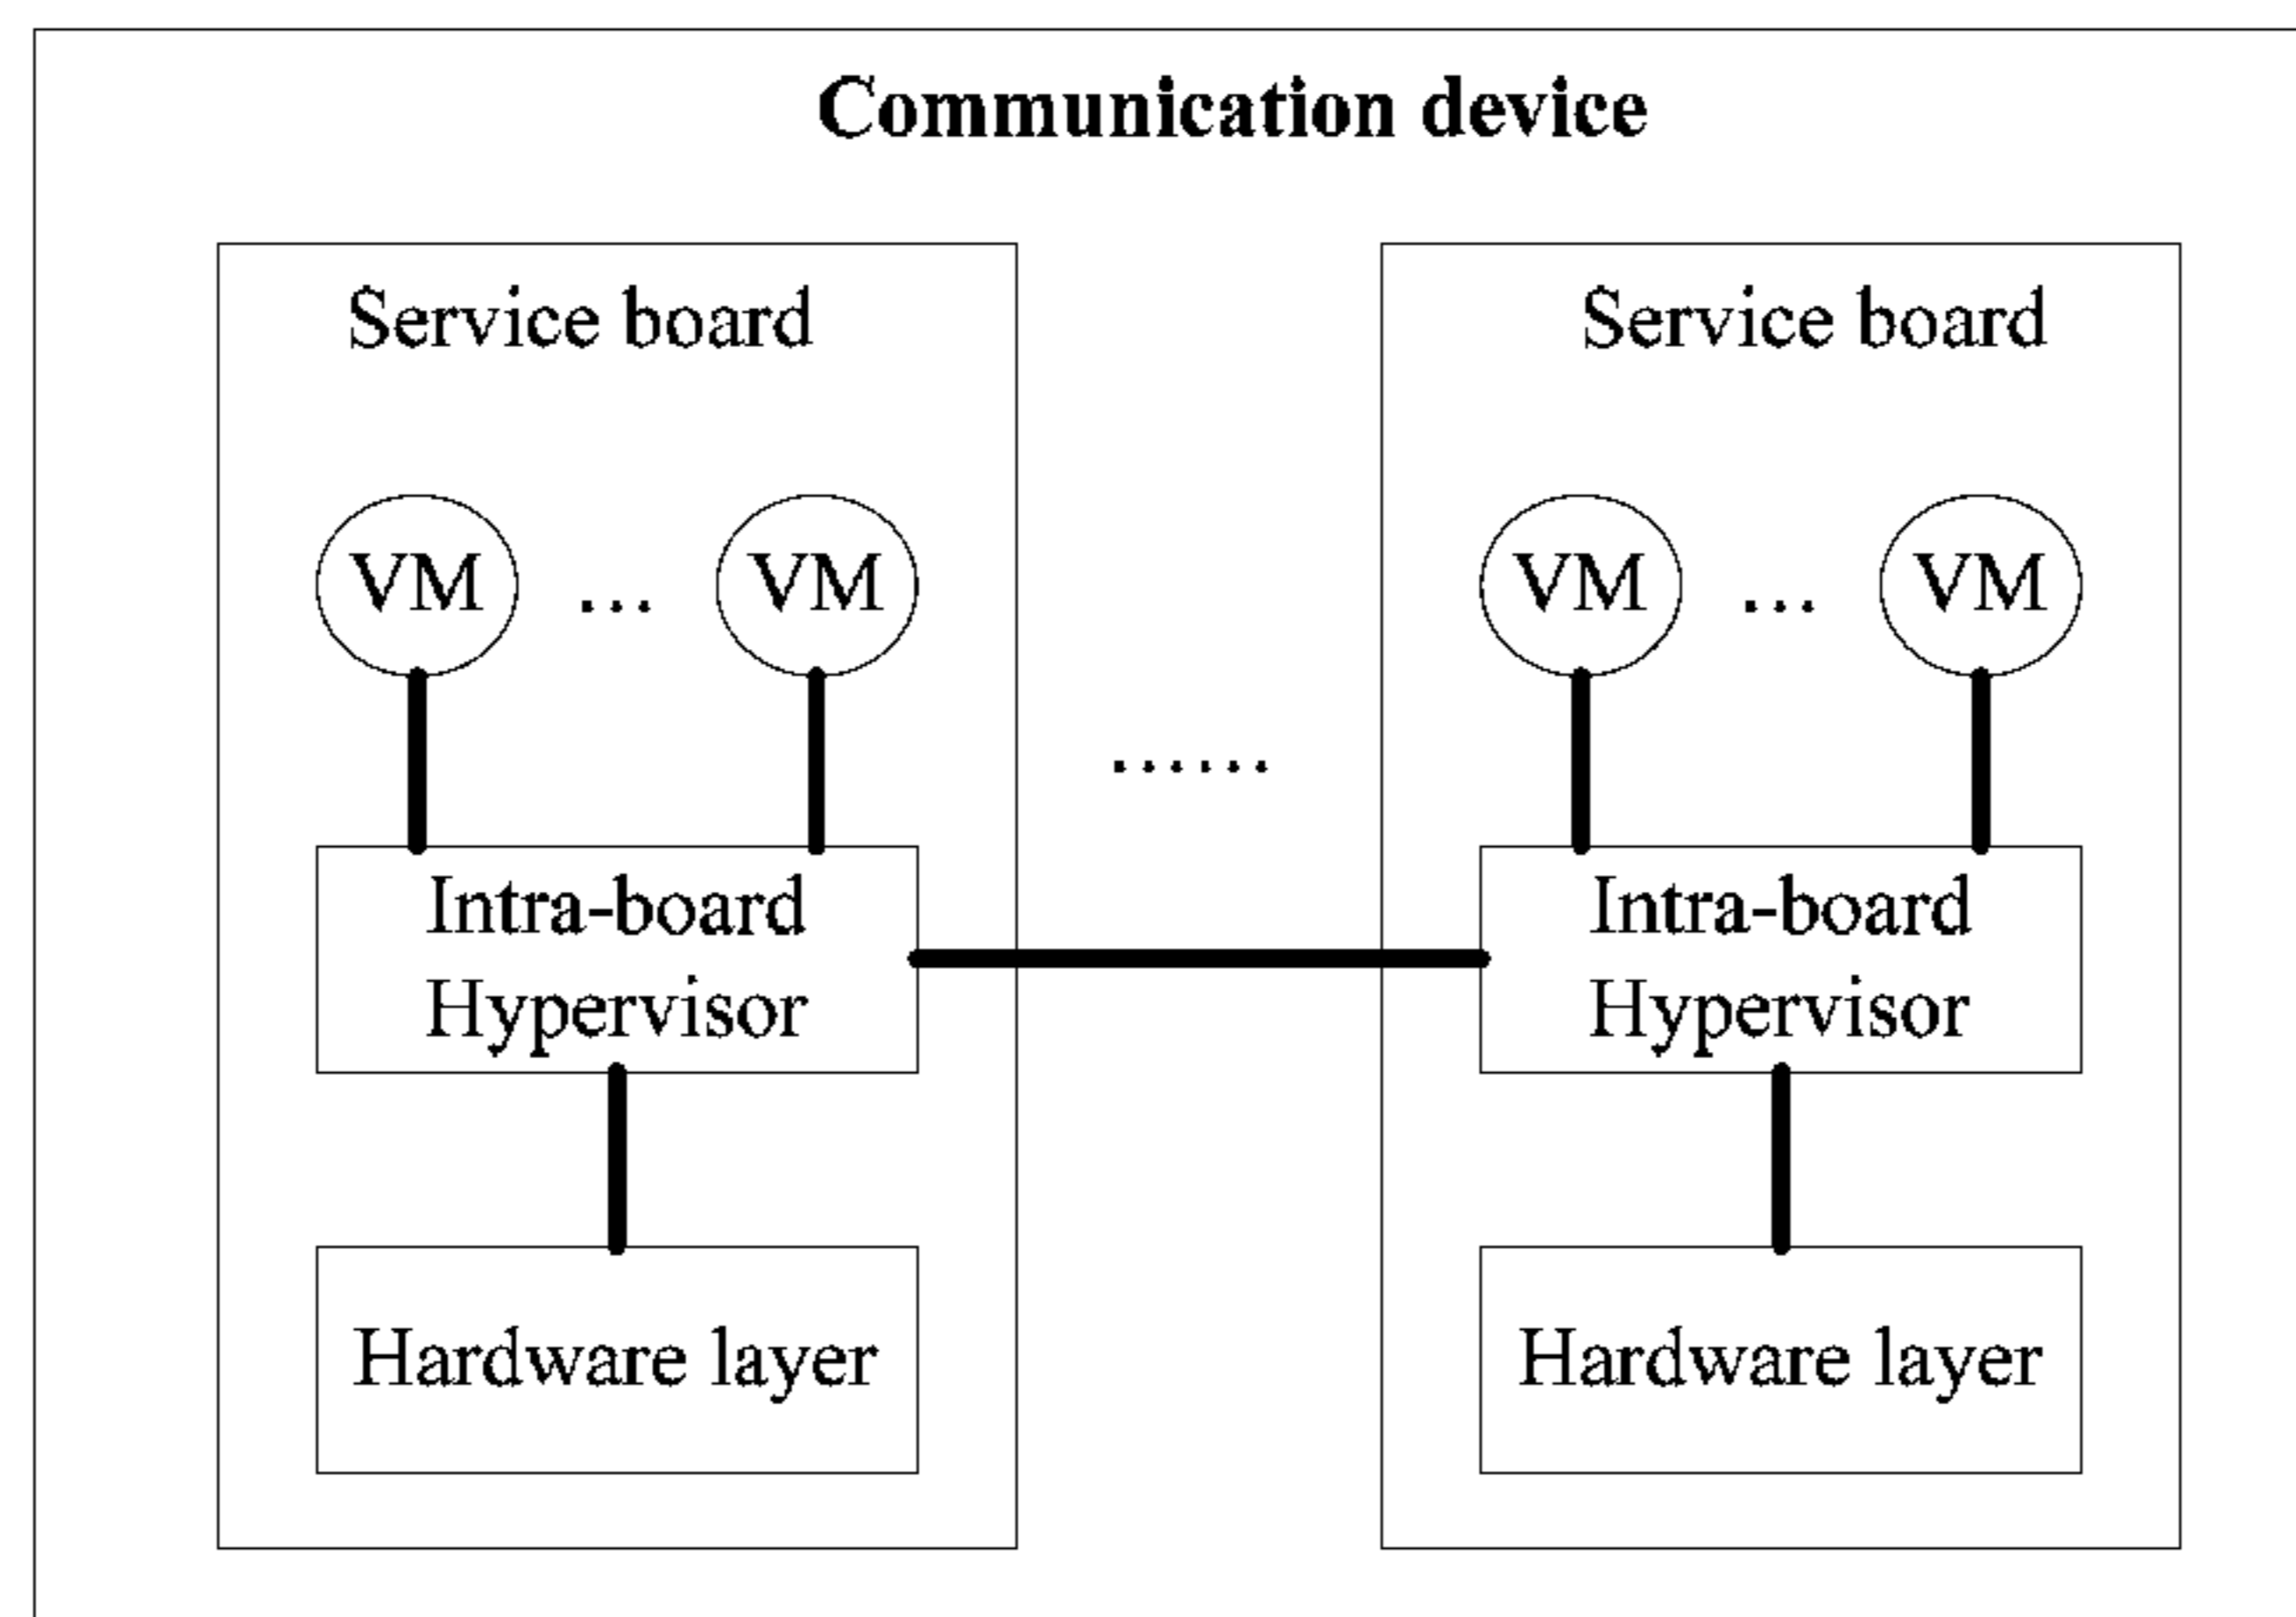 Communication device
Service board
Service board
VM ... VM
VM ... VM
......
Intra-board
Hypervisor
Intra-board
Hypervisor
Hardware layer
Hardware layer